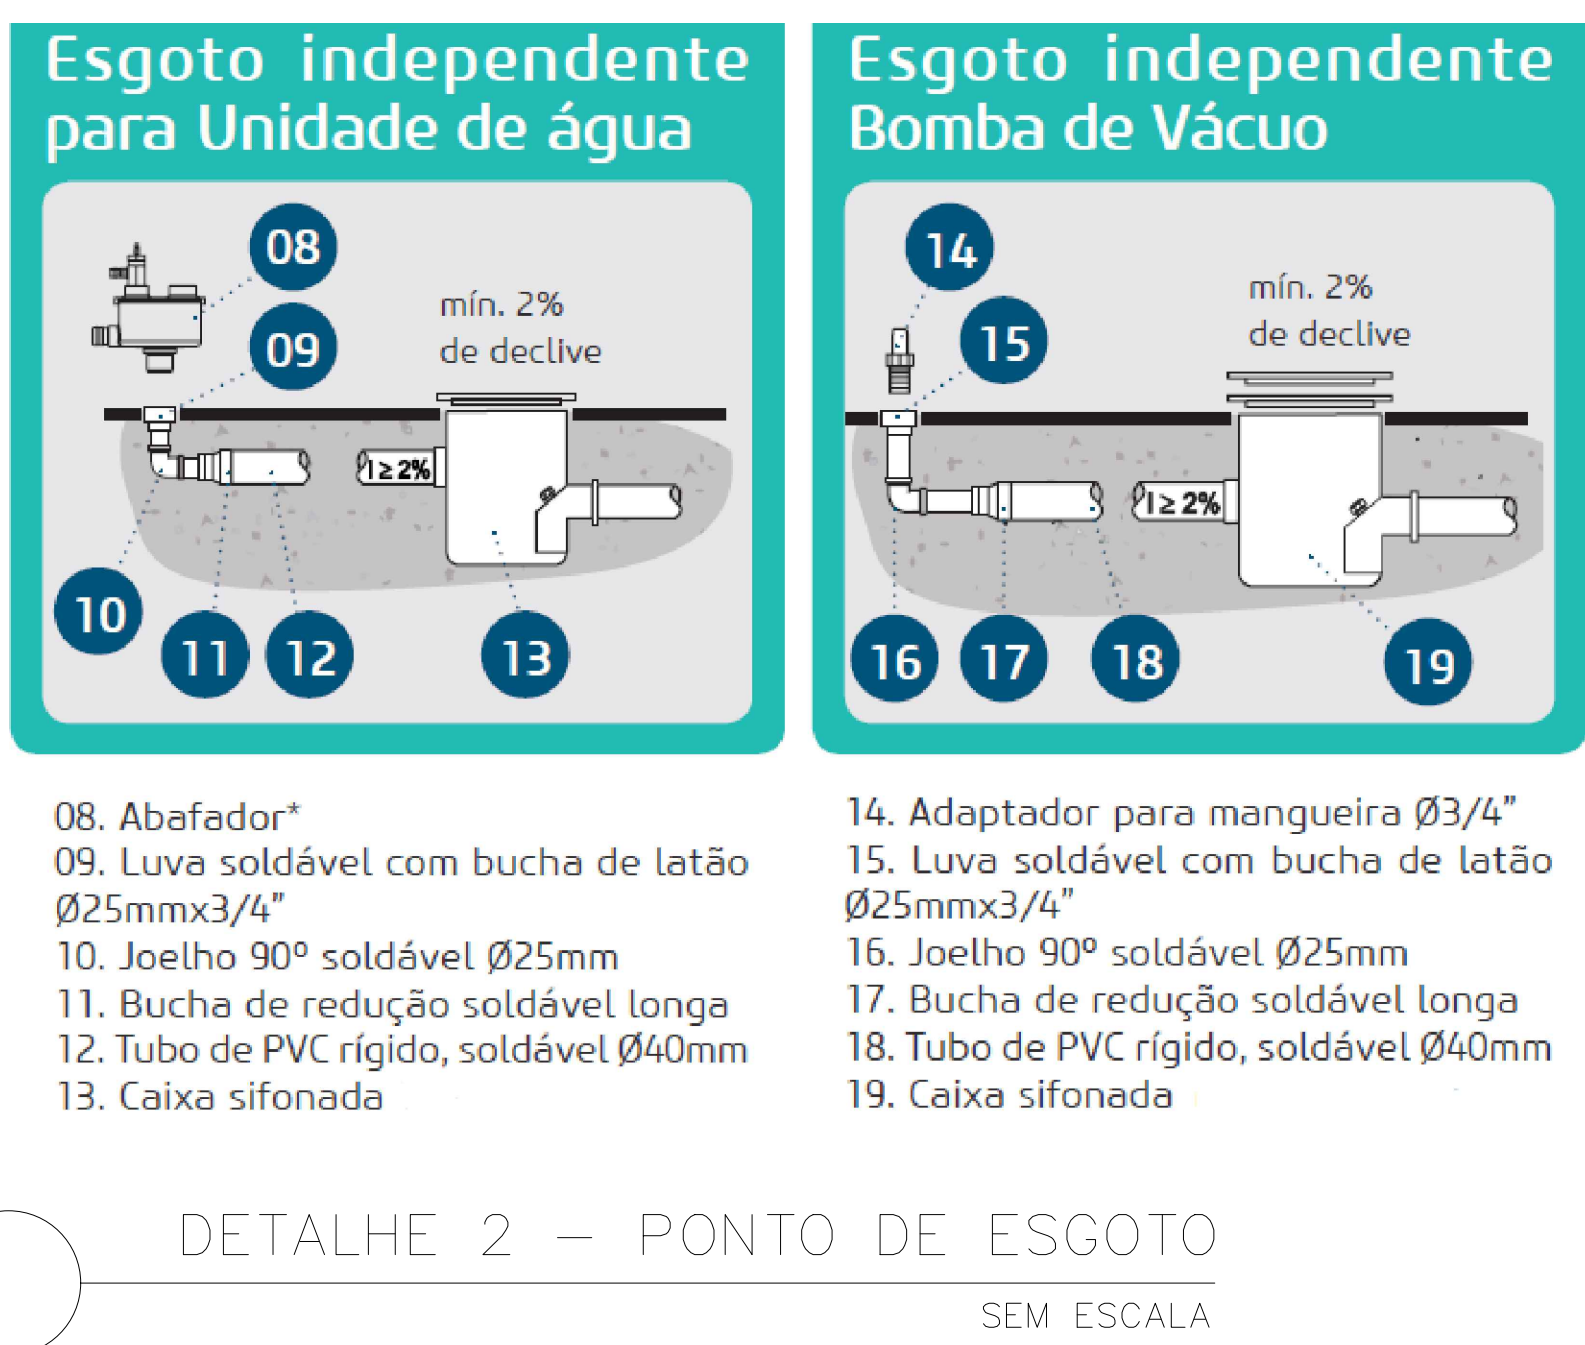 Esgoto independente
para Unidade de água
08
09
mín. 2%
de declive
I ≥ 2%
10
11
12
13
08. Abafador*
09. Luva soldável com bucha de latão
Ø25mmx3/4”
10. Joelho 90º soldável Ø25mm
11. Bucha de redução soldável longa
12. Tubo de PVC rígido, soldável Ø40mm
13. Caixa sifonada
Esgoto independente
Bomba de Vácuo
14
15
mín. 2%
de declive
I ≥ 2%
16
17
18
19
14. Adaptador para mangueira Ø3/4”
15. Luva soldável com bucha de latão
Ø25mmx3/4”
16. Joelho 90º soldável Ø25mm
17. Bucha de redução soldável longa
18. Tubo de PVC rígido, soldável Ø40mm
19. Caixa sifonada
DETALHE 2 – PONTO DE ESGOTO
SEM ESCALA